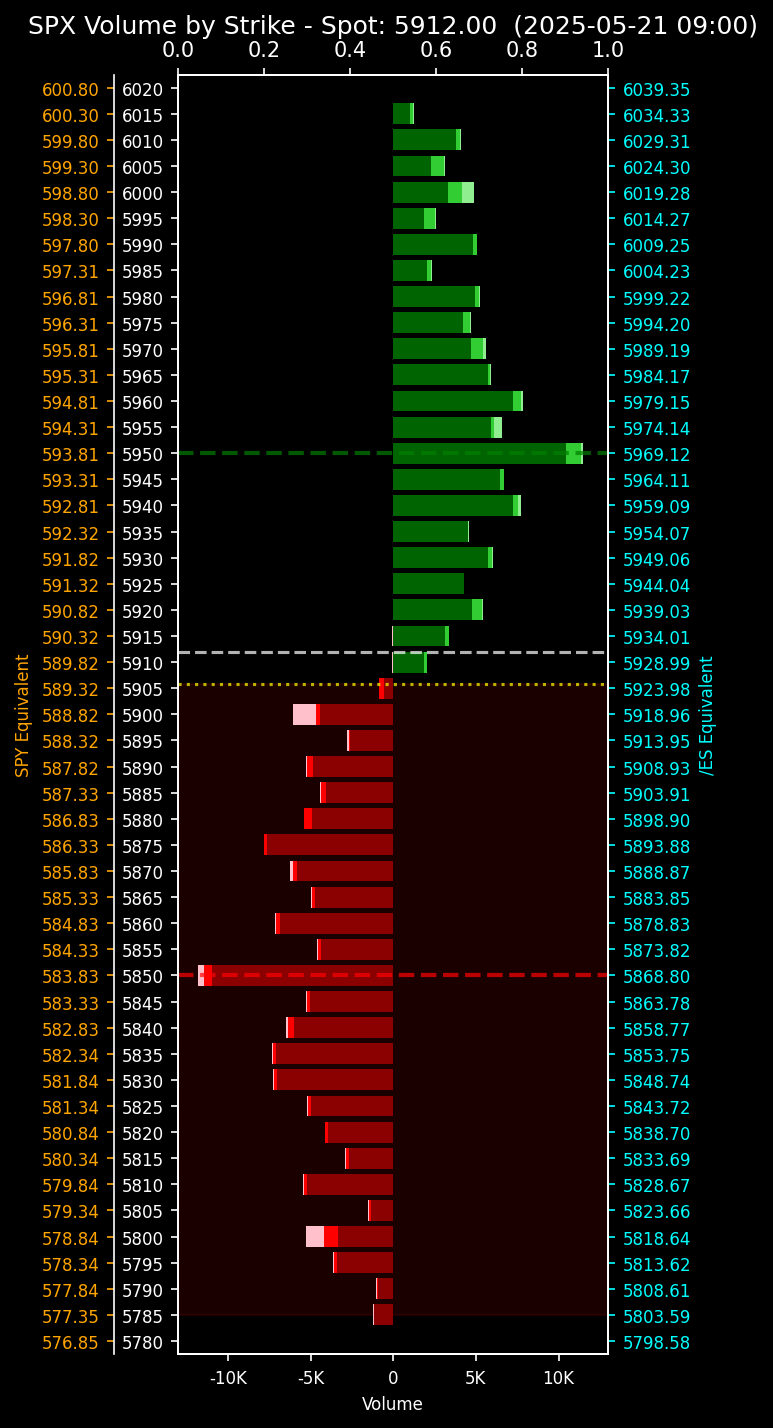 SPX Volume by Strike - Spot: 5912.00  (2025-05-21 09:00)
0.0 0.2 0.4 0.6 0.8 1.0
600.80 6020 6039.35
600.30 6015 6034.33
599.80 6010 6029.31
599.30 6005 6024.30
598.80 6000 6019.28
598.30 5995 6014.27
597.80 5990 6009.25
597.31 5985 6004.23
596.81 5980 5999.22
596.31 5975 5994.20
595.81 5970 5989.19
595.31 5965 5984.17
594.81 5960 5979.15
594.31 5955 5974.14
593.81 5950 5969.12
593.31 5945 5964.11
592.81 5940 5959.09
592.32 5935 5954.07
591.82 5930 5949.06
591.32 5925 5944.04
590.82 5920 5939.03
590.32 5915 5934.01
589.82 5910 5928.99
589.32 5905 5923.98
588.82 5900 5918.96
588.32 5895 5913.95
587.82 5890 5908.93
587.33 5885 5903.91
586.83 5880 5898.90
586.33 5875 5893.88
585.83 5870 5888.87
585.33 5865 5883.85
584.83 5860 5878.83
584.33 5855 5873.82
583.83 5850 5868.80
583.33 5845 5863.78
582.83 5840 5858.77
582.34 5835 5853.75
581.84 5830 5848.74
581.34 5825 5843.72
580.84 5820 5838.70
580.34 5815 5833.69
579.84 5810 5828.67
579.34 5805 5823.66
578.84 5800 5818.64
578.34 5795 5813.62
577.84 5790 5808.61
577.35 5785 5803.59
576.85 5780 5798.58
SPY Equivalent
/ES Equivalent
-10K -5K 0 5K 10K
Volume